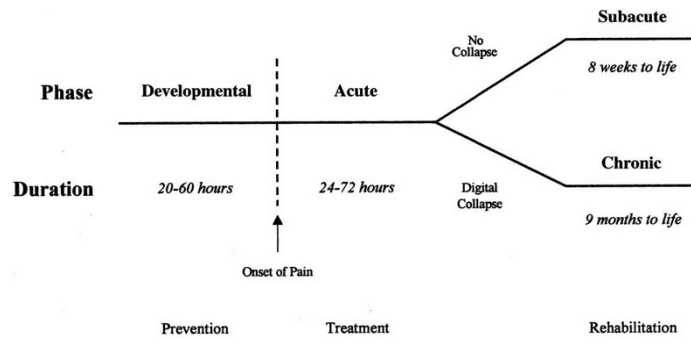 Subacute
No
Collapse
8 weeks to life
Phase
Developmental
Acute
Chronic
Duration
20-60 hours
24-72 hours
Digital
Collapse
9 months to life
Onset of Pain
Prevention
Treatment
Rehabilitation